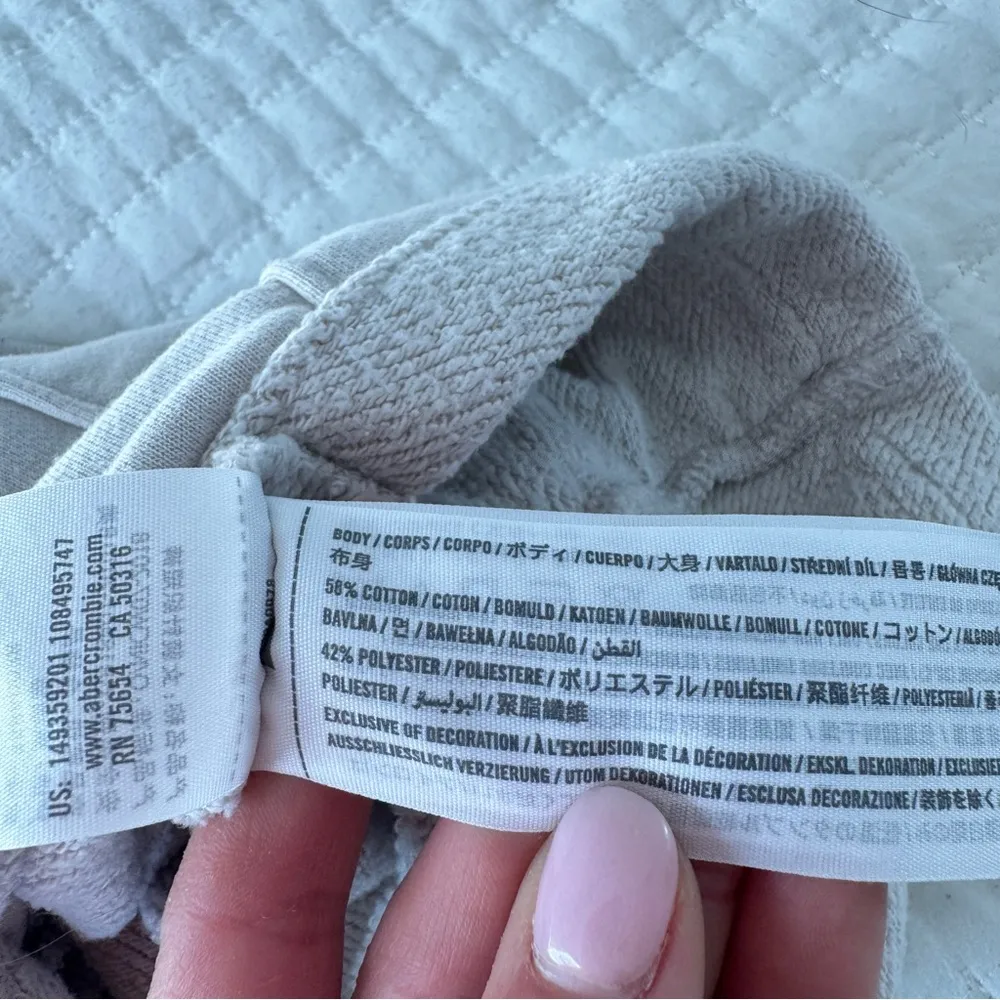 US: 149359201 108495747
www.abercrombie.com
RN 75654 CA 50316
BODY / CORPS / CORPO / ボディ / CUERPO / 大身 / VARTALO / STŘEDNÍ DÍL / 몸통 / GŁÓWNA
布身
58% COTTON / COTON / BOMULD / KATOEN / BAUMWOLLE / BOMULL / COTONE / コットン /
BAVLNA / 면 / BAWEŁNA / ALGODÃO / القطن
42% POLYESTER / POLIESTERE / ポリエステル / POLIÉSTER / 聚酯纤维 / POLYESTERIÄ /
POLIESTER / البوليستر / 聚脂纖維
EXCLUSIVE OF DECORATION / À L'EXCLUSION DE LA DÉCORATION / EKSKL. DEKORATION /
AUSSCHLIESSLICH VERZIERUNG / UTOM DEKORATIONEN / ESCLUSA DECORAZIONE / 装飾を除く